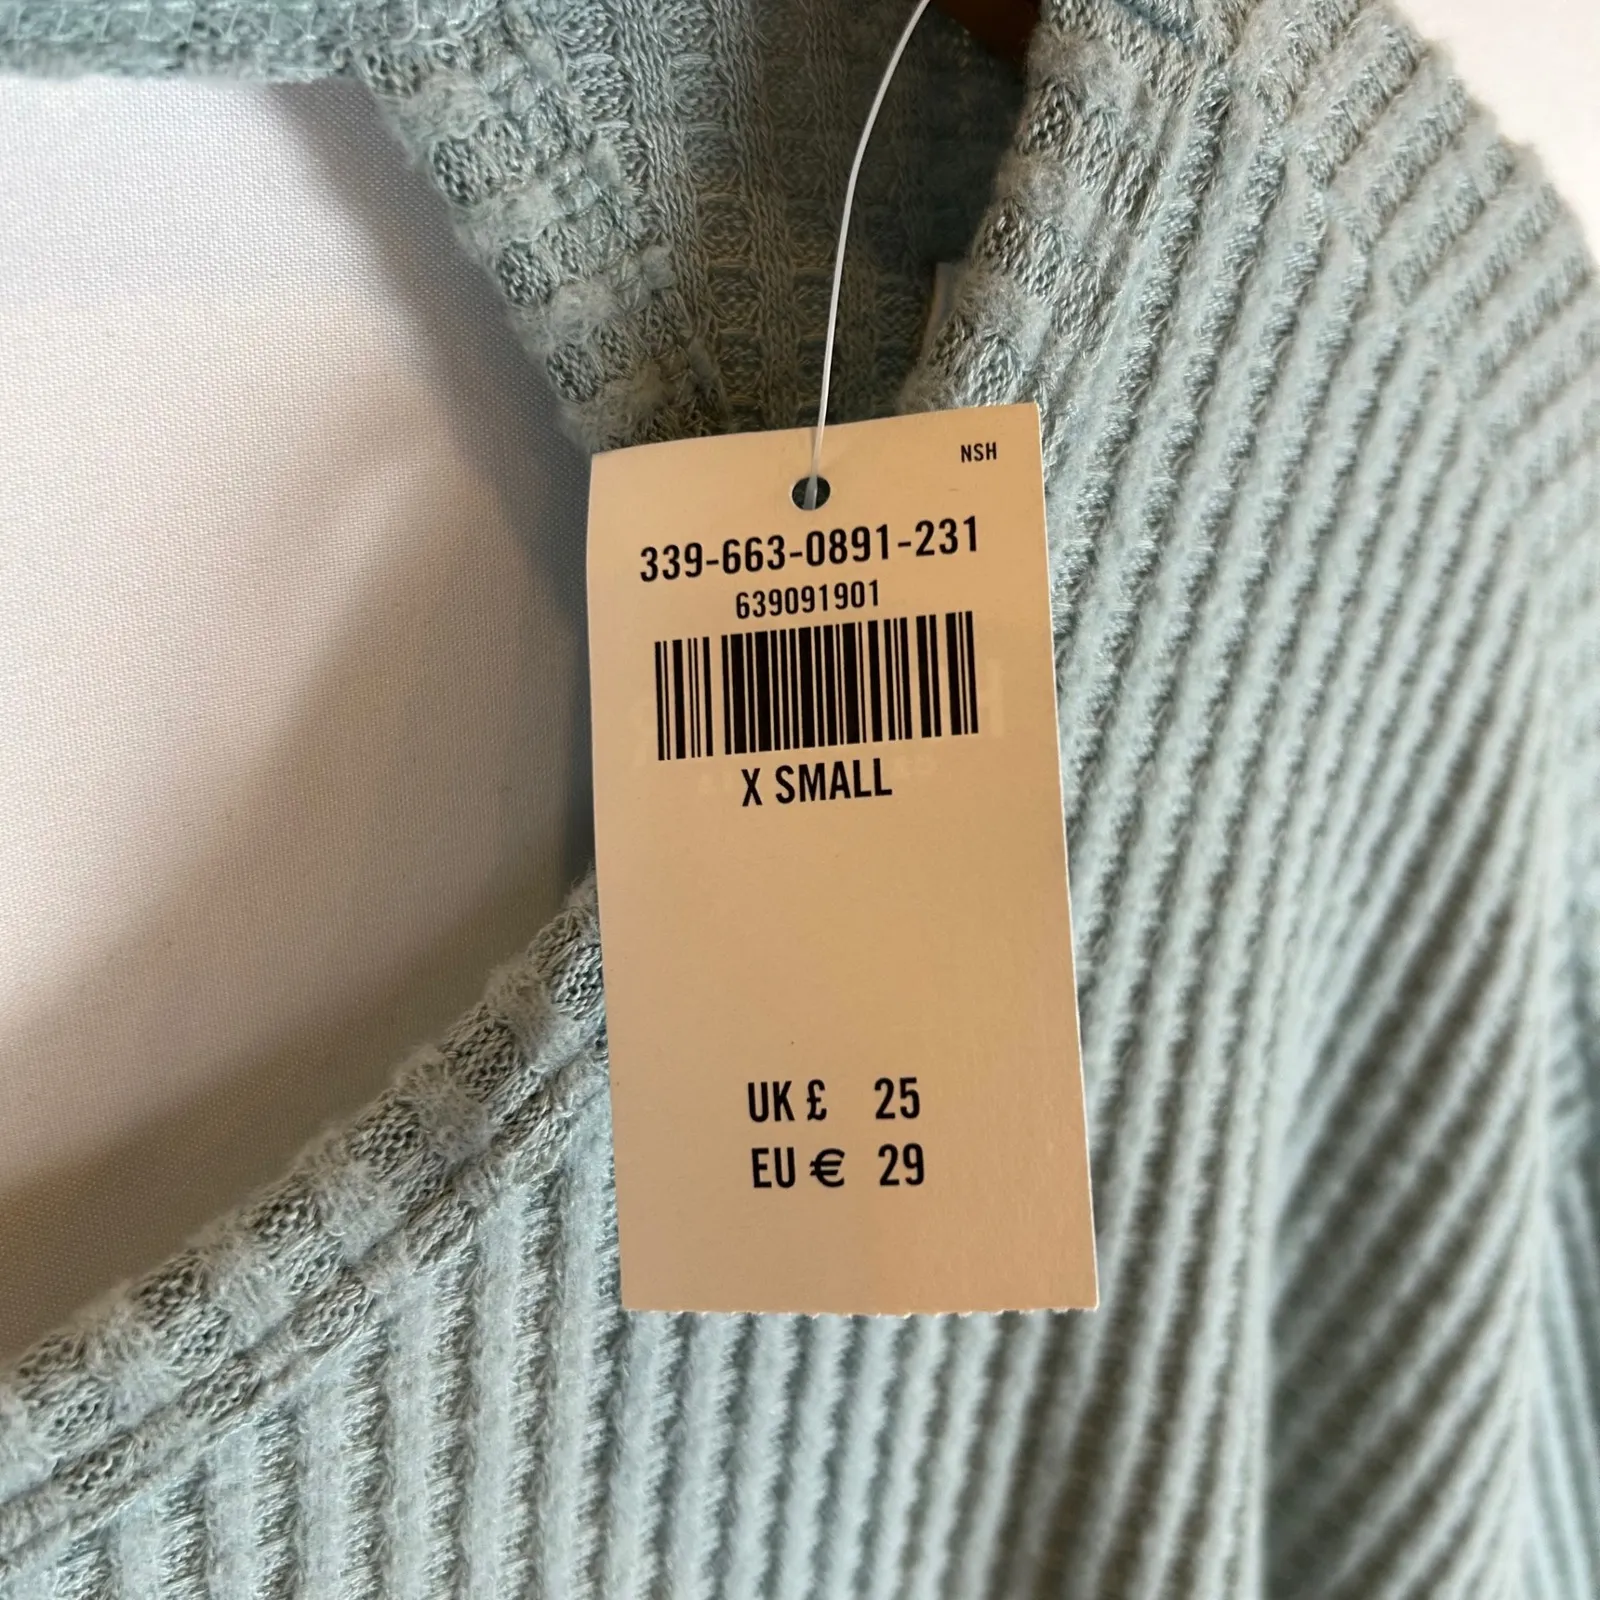 NSH
339-663-0891-231
639091901
X SMALL
UK £ 25
EU € 29